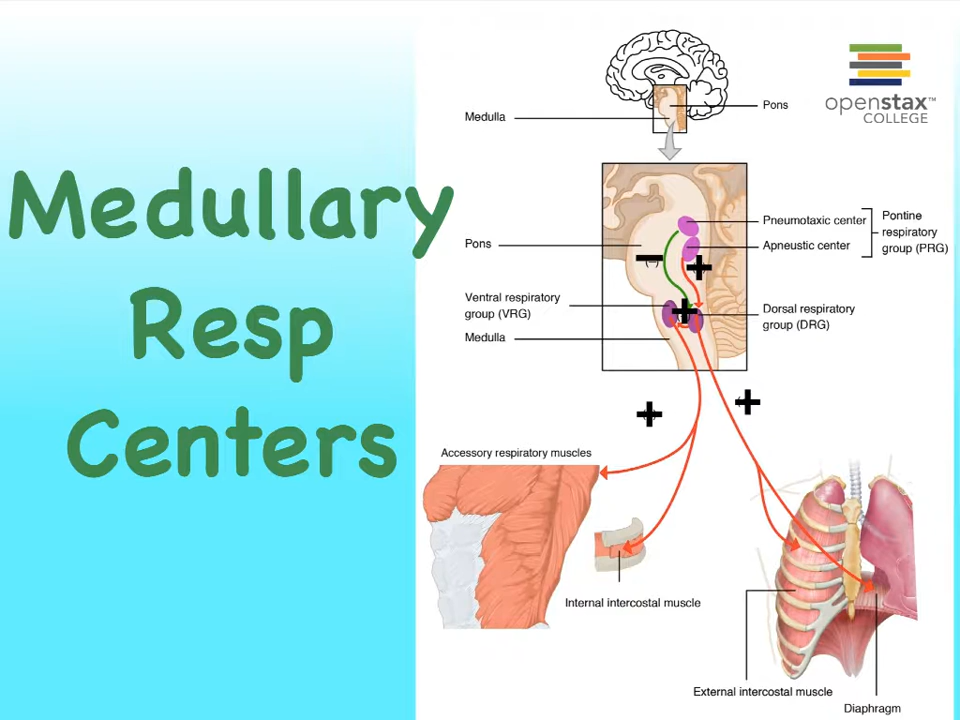 Medullary
Resp
Centers
openstax™
COLLEGE
Medulla
Pons
Pons
Pneumotaxic center
Apneustic center
Pontine
respiratory
group (PRG)
Ventral respiratory
group (VRG)
Medulla
Dorsal respiratory
group (DRG)
−
+
+
+
+
Accessory respiratory muscles
Internal intercostal muscle
External intercostal muscle
Diaphragm